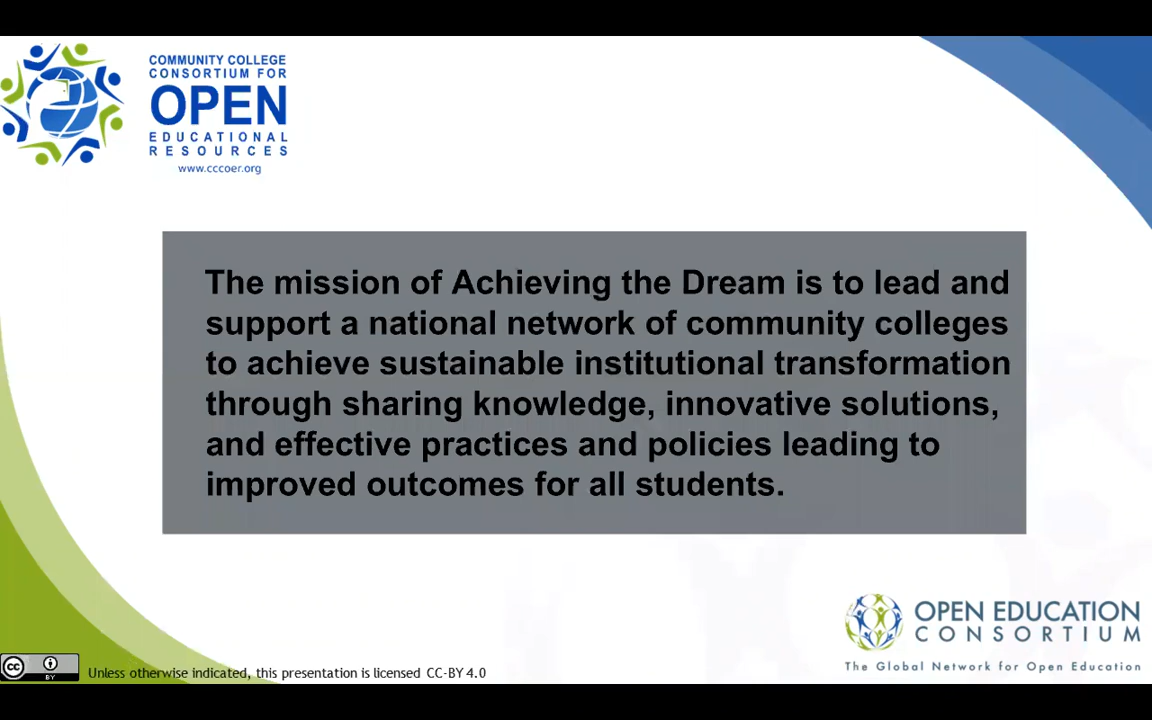 COMMUNITY COLLEGE
CONSORTIUM FOR
OPEN
EDUCATIONAL
RESOURCES
www.cccoer.org
The mission of Achieving the Dream is to lead and
support a national network of community colleges
to achieve sustainable institutional transformation
through sharing knowledge, innovative solutions,
and effective practices and policies leading to
improved outcomes for all students.
OPEN EDUCATION
CONSORTIUM
The Global Network for Open Education
cc
BY
Unless otherwise indicated, this presentation is licensed CC-BY 4.0